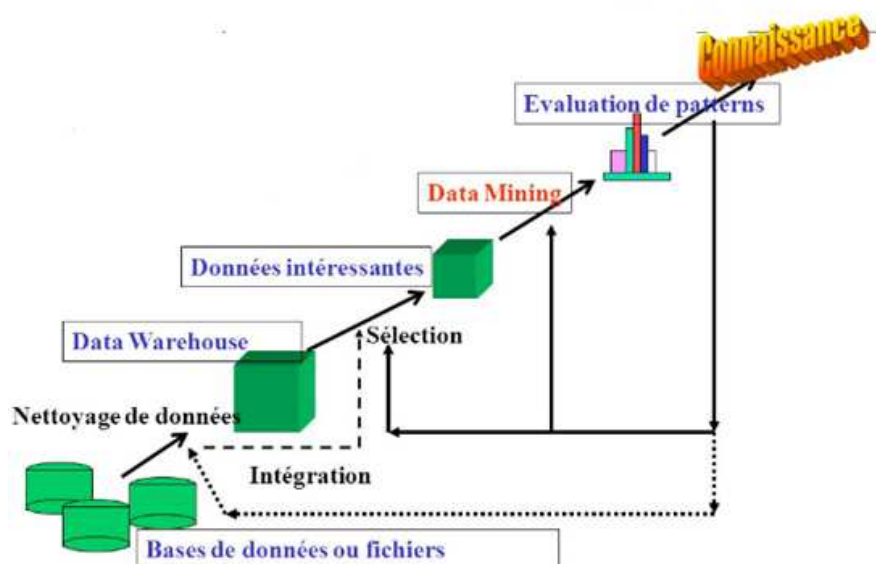 Connaissance
Evaluation de patterns
Data Mining
Données intéressantes
Sélection
Data Warehouse
Nettoyage de données
Intégration
Bases de données ou fichiers